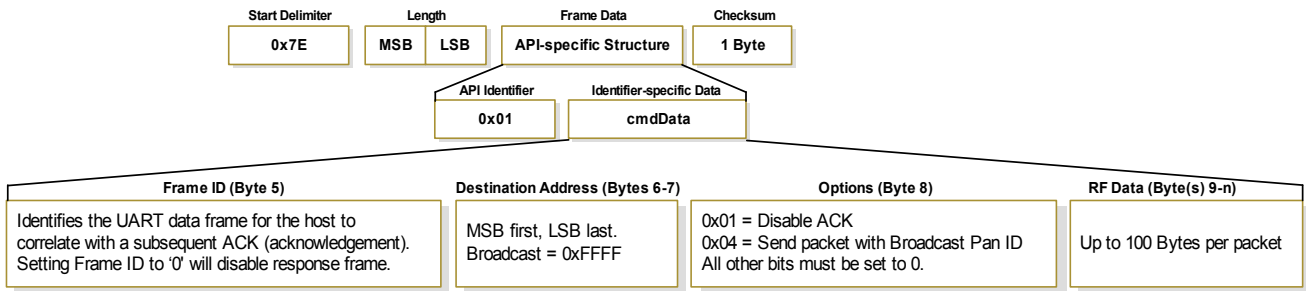 Start Delimiter Length Frame Data Checksum
0x7E MSB LSB API-specific Structure 1 Byte
API Identifier Identifier-specific Data
0x01 cmdData
Frame ID (Byte 5)
Identifies the UART data frame for the host to
correlate with a subsequent ACK (acknowledgement).
Setting Frame ID to ‘0' will disable response frame.
Destination Address (Bytes 6-7)
MSB first, LSB last.
Broadcast = 0xFFFF
Options (Byte 8)
0x01 = Disable ACK
0x04 = Send packet with Broadcast Pan ID
All other bits must be set to 0.
RF Data (Byte(s) 9-n)
Up to 100 Bytes per packet